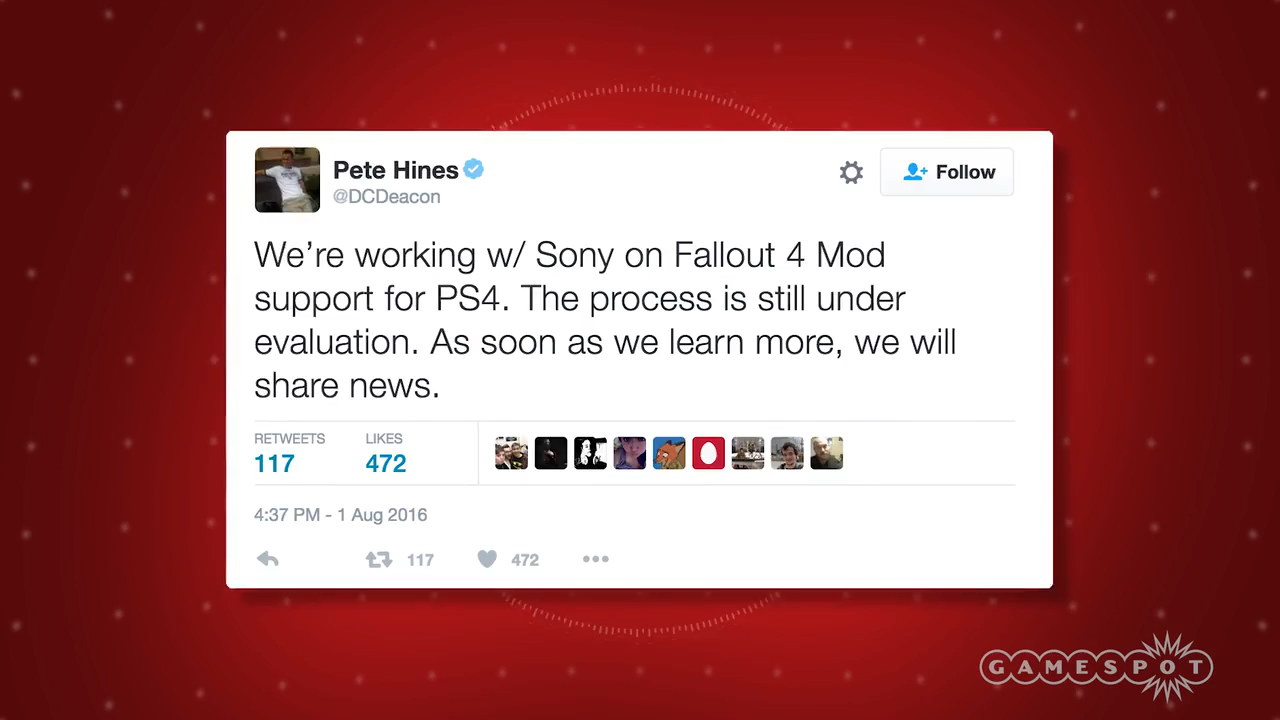 Pete Hines
@DCDeacon
Follow
We’re working w/ Sony on Fallout 4 Mod
support for PS4. The process is still under
evaluation. As soon as we learn more, we will
share news.
RETWEETS LIKES
117 472
4:37 PM - 1 Aug 2016
117 472
GAMESPOT